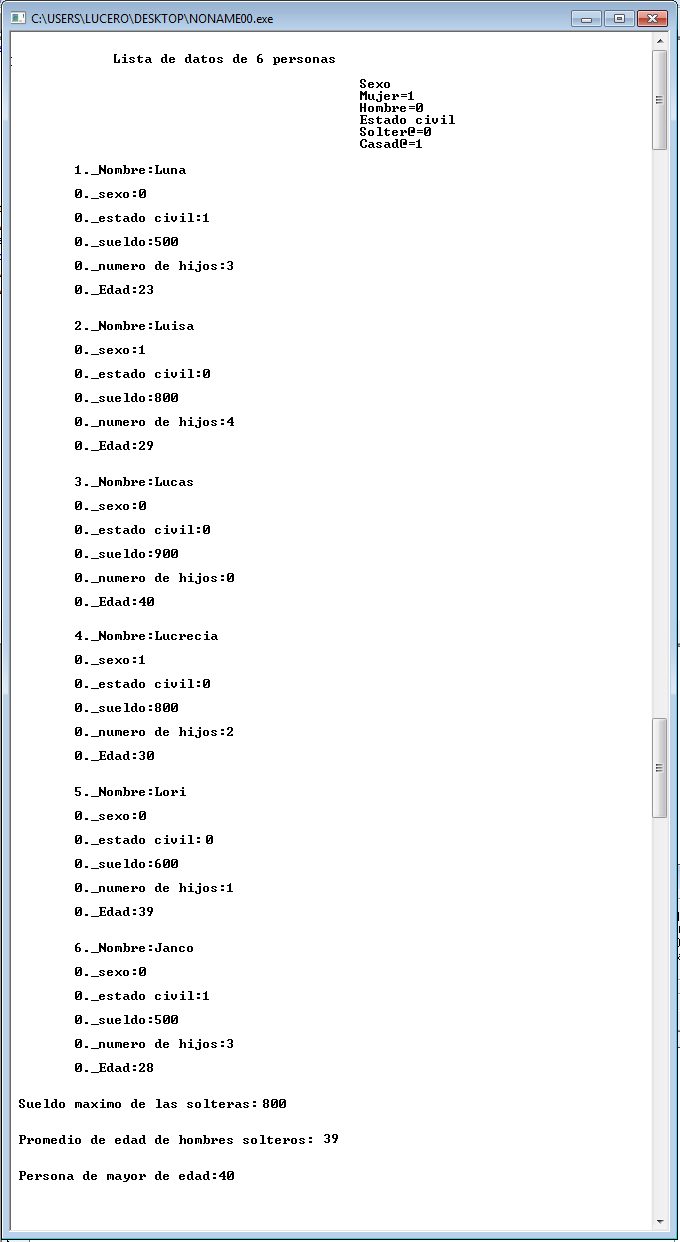 C:\USERS\LUCERO\DESKTOP\NONAME00.exe
Lista de datos de 6 personas
Sexo
Mujer=1
Hombre=0
Estado civil
Solter@=0
Casad@=1
1._Nombre:Luna
0._sexo:0
0._estado civil:1
0._sueldo:500
0._numero de hijos:3
0._Edad:23
2._Nombre:Luisa
0._sexo:1
0._estado civil:0
0._sueldo:800
0._numero de hijos:4
0._Edad:29
3._Nombre:Lucas
0._sexo:0
0._estado civil:0
0._sueldo:900
0._numero de hijos:0
0._Edad:40
4._Nombre:Lucrecia
0._sexo:1
0._estado civil:0
0._sueldo:800
0._numero de hijos:2
0._Edad:30
5._Nombre:Lori
0._sexo:0
0._estado civil: 0
0._sueldo:600
0._numero de hijos:1
0._Edad:39
6._Nombre:Janco
0._sexo:0
0._estado civil:1
0._sueldo:500
0._numero de hijos:3
0._Edad:28
Sueldo maximo de las solteras: 800
Promedio de edad de hombres solteros: 39
Persona de mayor de edad:40